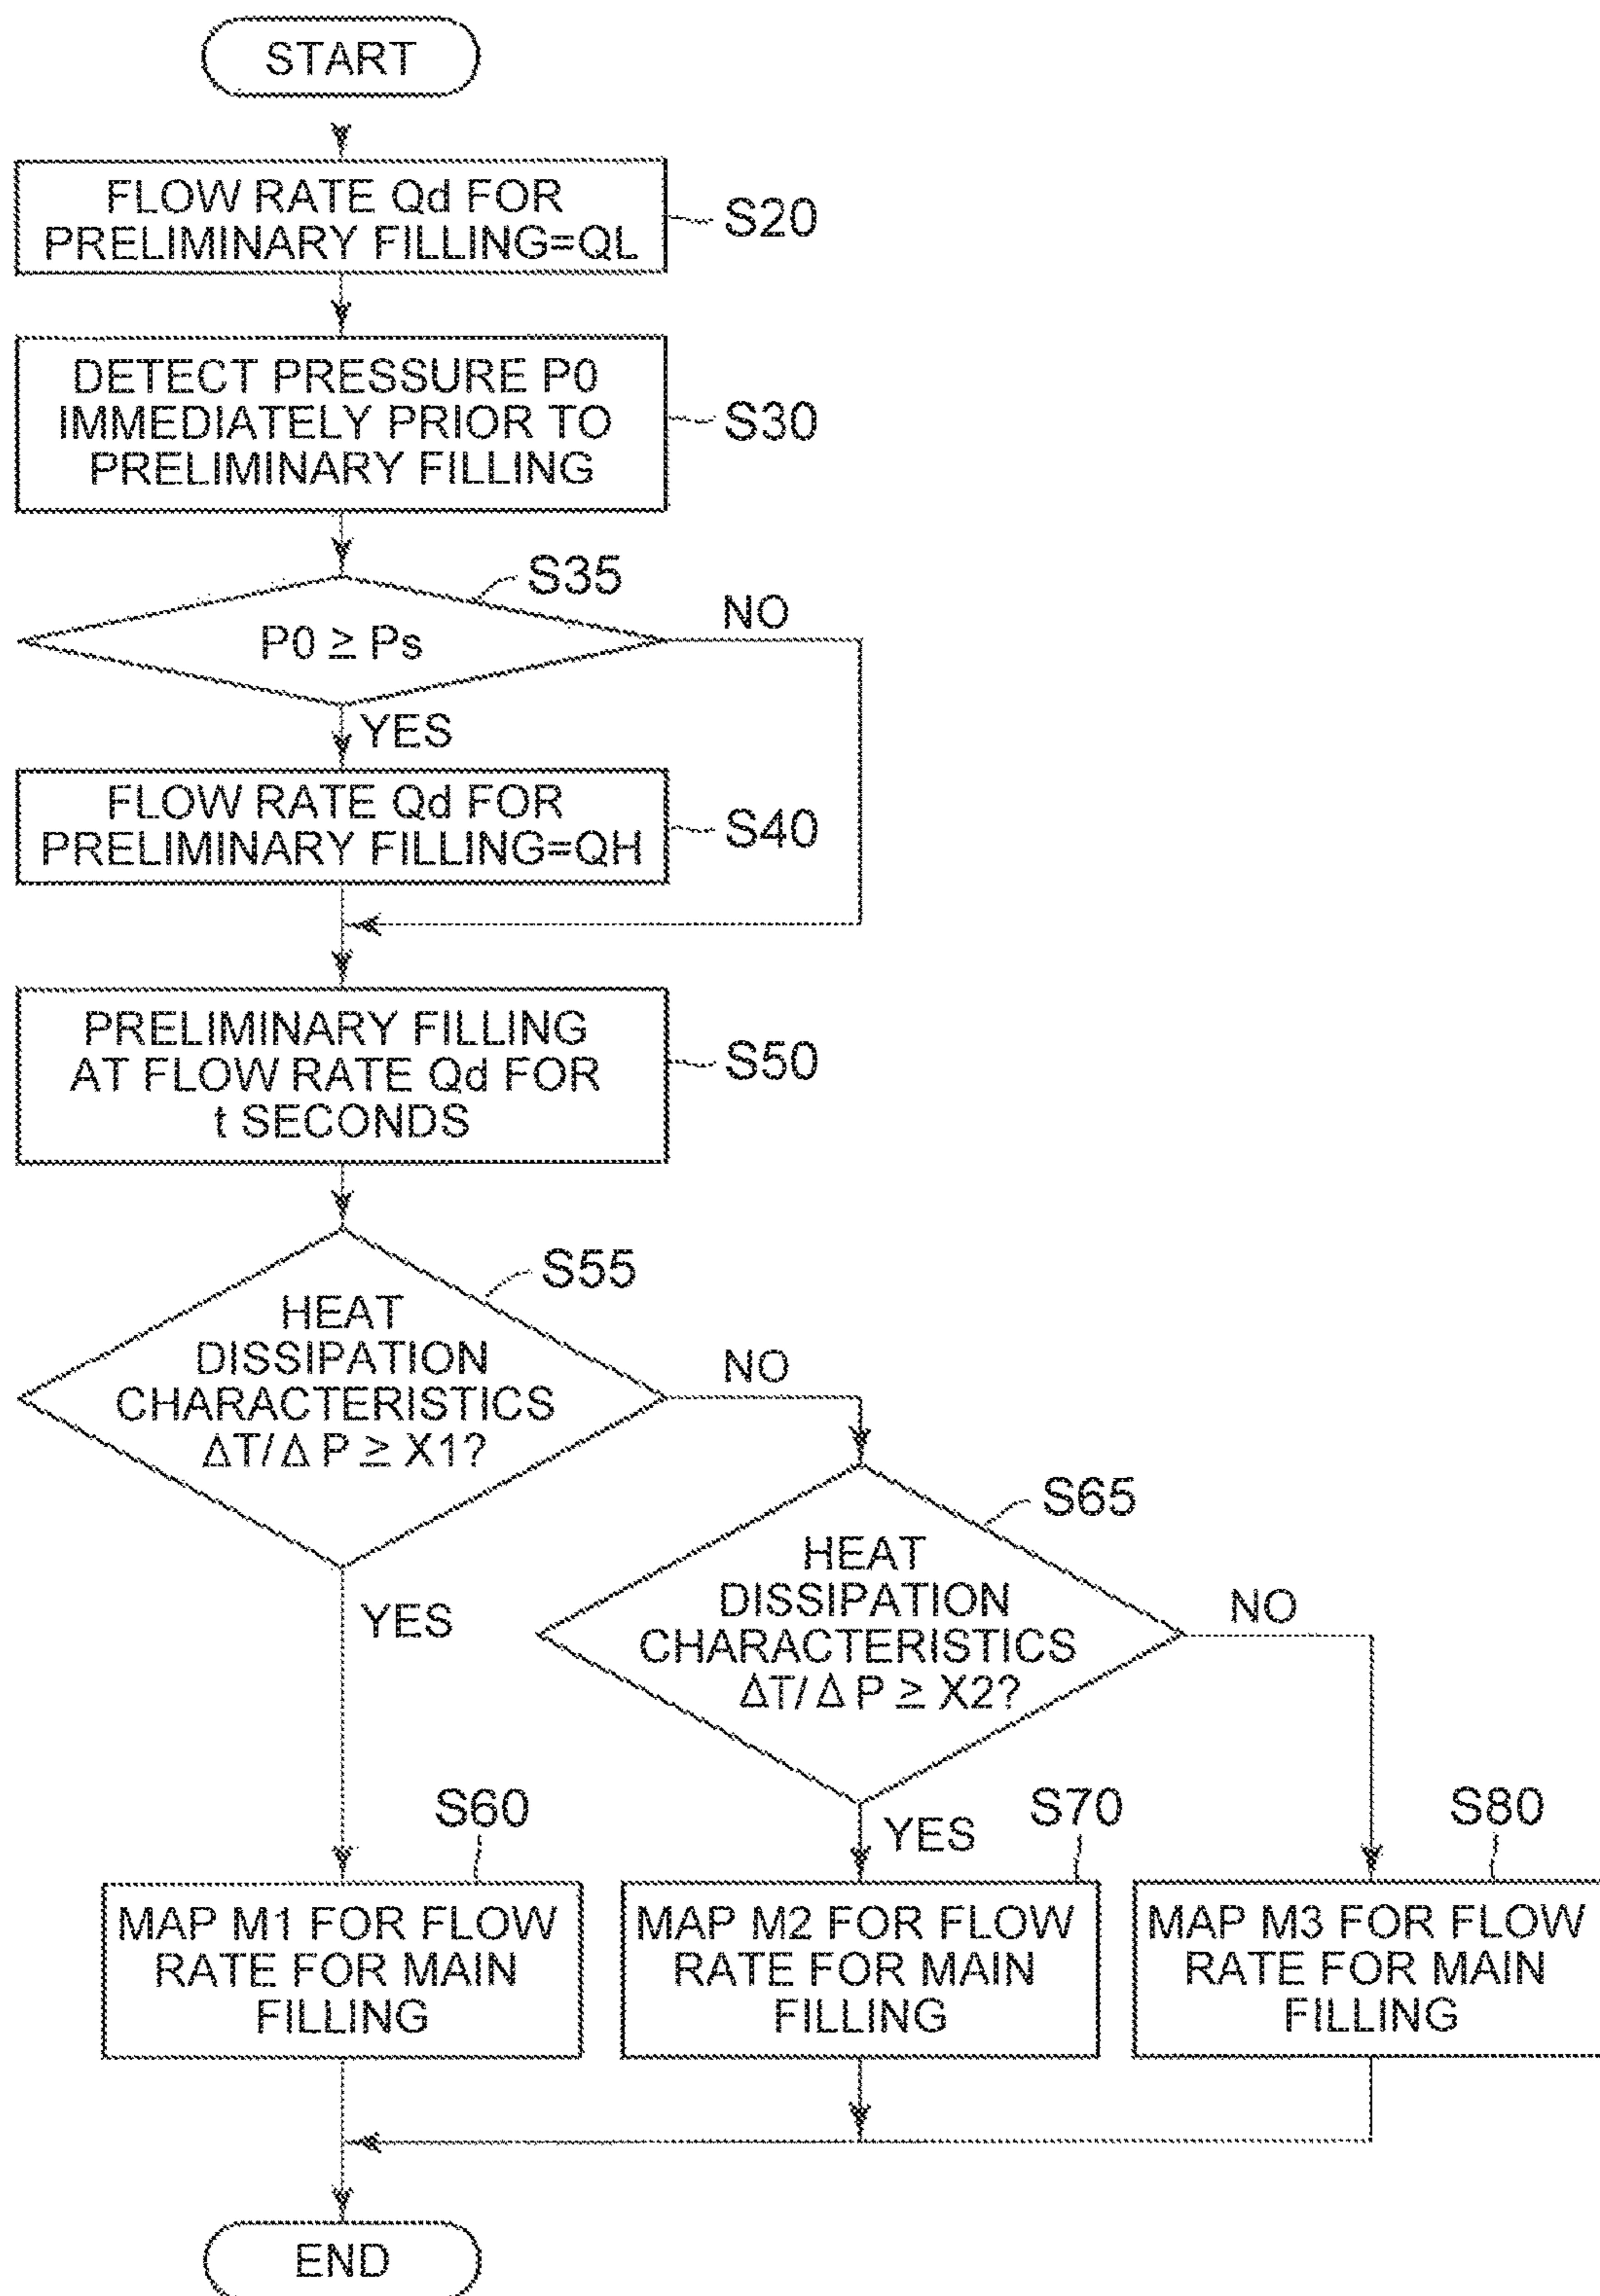 START
FLOW RATE Qd FOR
PRELIMINARY FILLING=QL
S20
DETECT PRESSURE P0
IMMEDIATELY PRIOR TO
PRELIMINARY FILLING
S30
S35
P0 ≥ Ps
NO
YES
FLOW RATE Qd FOR
PRELIMINARY FILLING=QH
S40
PRELIMINARY FILLING
AT FLOW RATE Qd FOR
t SECONDS
S50
S55
HEAT
DISSIPATION
CHARACTERISTICS
ΔT/Δ P ≥ X1?
NO
YES
S65
HEAT
DISSIPATION
CHARACTERISTICS
ΔT/Δ P ≥ X2?
NO
YES
S60
MAP M1 FOR FLOW
RATE FOR MAIN
FILLING
S70
MAP M2 FOR FLOW
RATE FOR MAIN
FILLING
S80
MAP M3 FOR FLOW
RATE FOR MAIN
FILLING
END